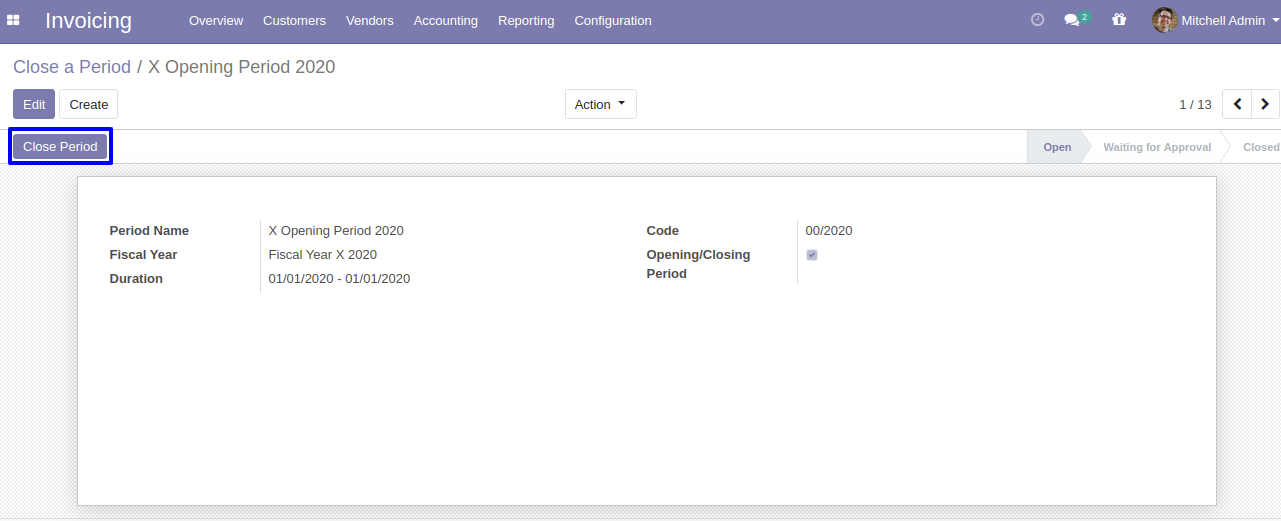 Invoicing Overview Customers Vendors Accounting Reporting Configuration 2 Mitchell Admin
Close a Period / X Opening Period 2020
Edit Create Action 1 / 13
Close Period Open Waiting for Approval Closed
Period Name X Opening Period 2020 Code 00/2020
Fiscal Year Fiscal Year X 2020 Opening/Closing
Period
Duration 01/01/2020 - 01/01/2020